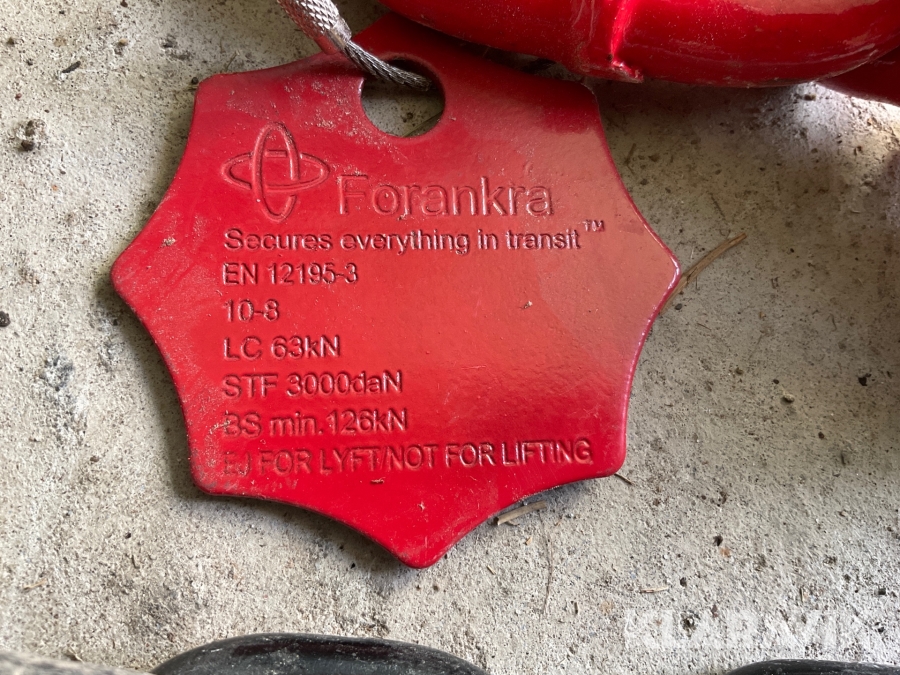 Forankra
Secures everything in transit™
EN 12195-3
10-8
LC 63kN
STF 3000daN
BS min. 126kN
EJ FOR LYFT/NOT FOR LIFTING
KLARAVIK